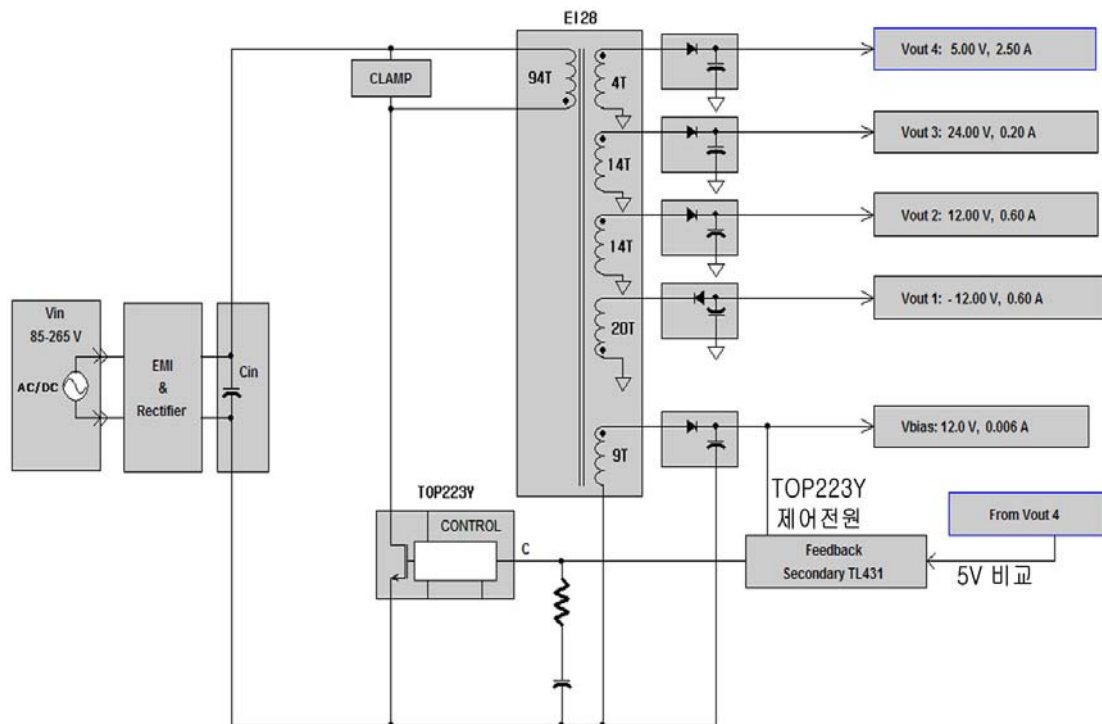 EI28
CLAMP
94T
4T
Vout 4: 5.00 V, 2.50 A
14T
Vout 3: 24.00 V, 0.20 A
14T
Vout 2: 12.00 V, 0.60 A
20T
Vout 1: - 12.00 V, 0.60 A
Vin
85-265 V
AC/DC
EMI
&
Rectifier
Cin
9T
Vbias: 12.0 V, 0.006 A
TOP223Y
CONTROL
C
TOP223Y
제어전원
From Vout 4
Feedback
Secondary TL431
5V 비교